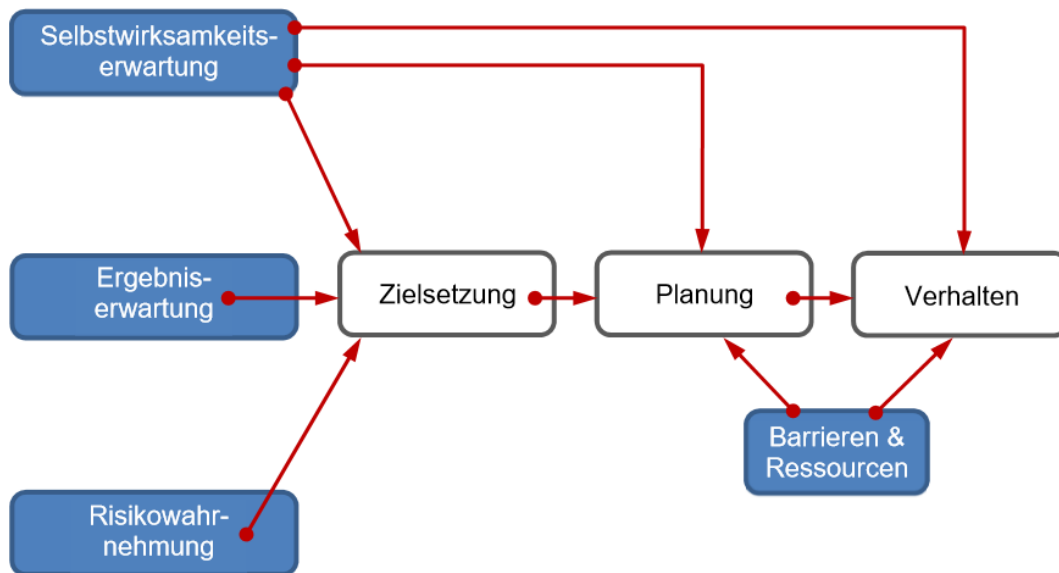 Selbstwirksamkeits-
erwartung
Ergebnis-
erwartung
Zielsetzung
Planung
Verhalten
Barrieren &
Ressourcen
Risikowahr-
nehmung